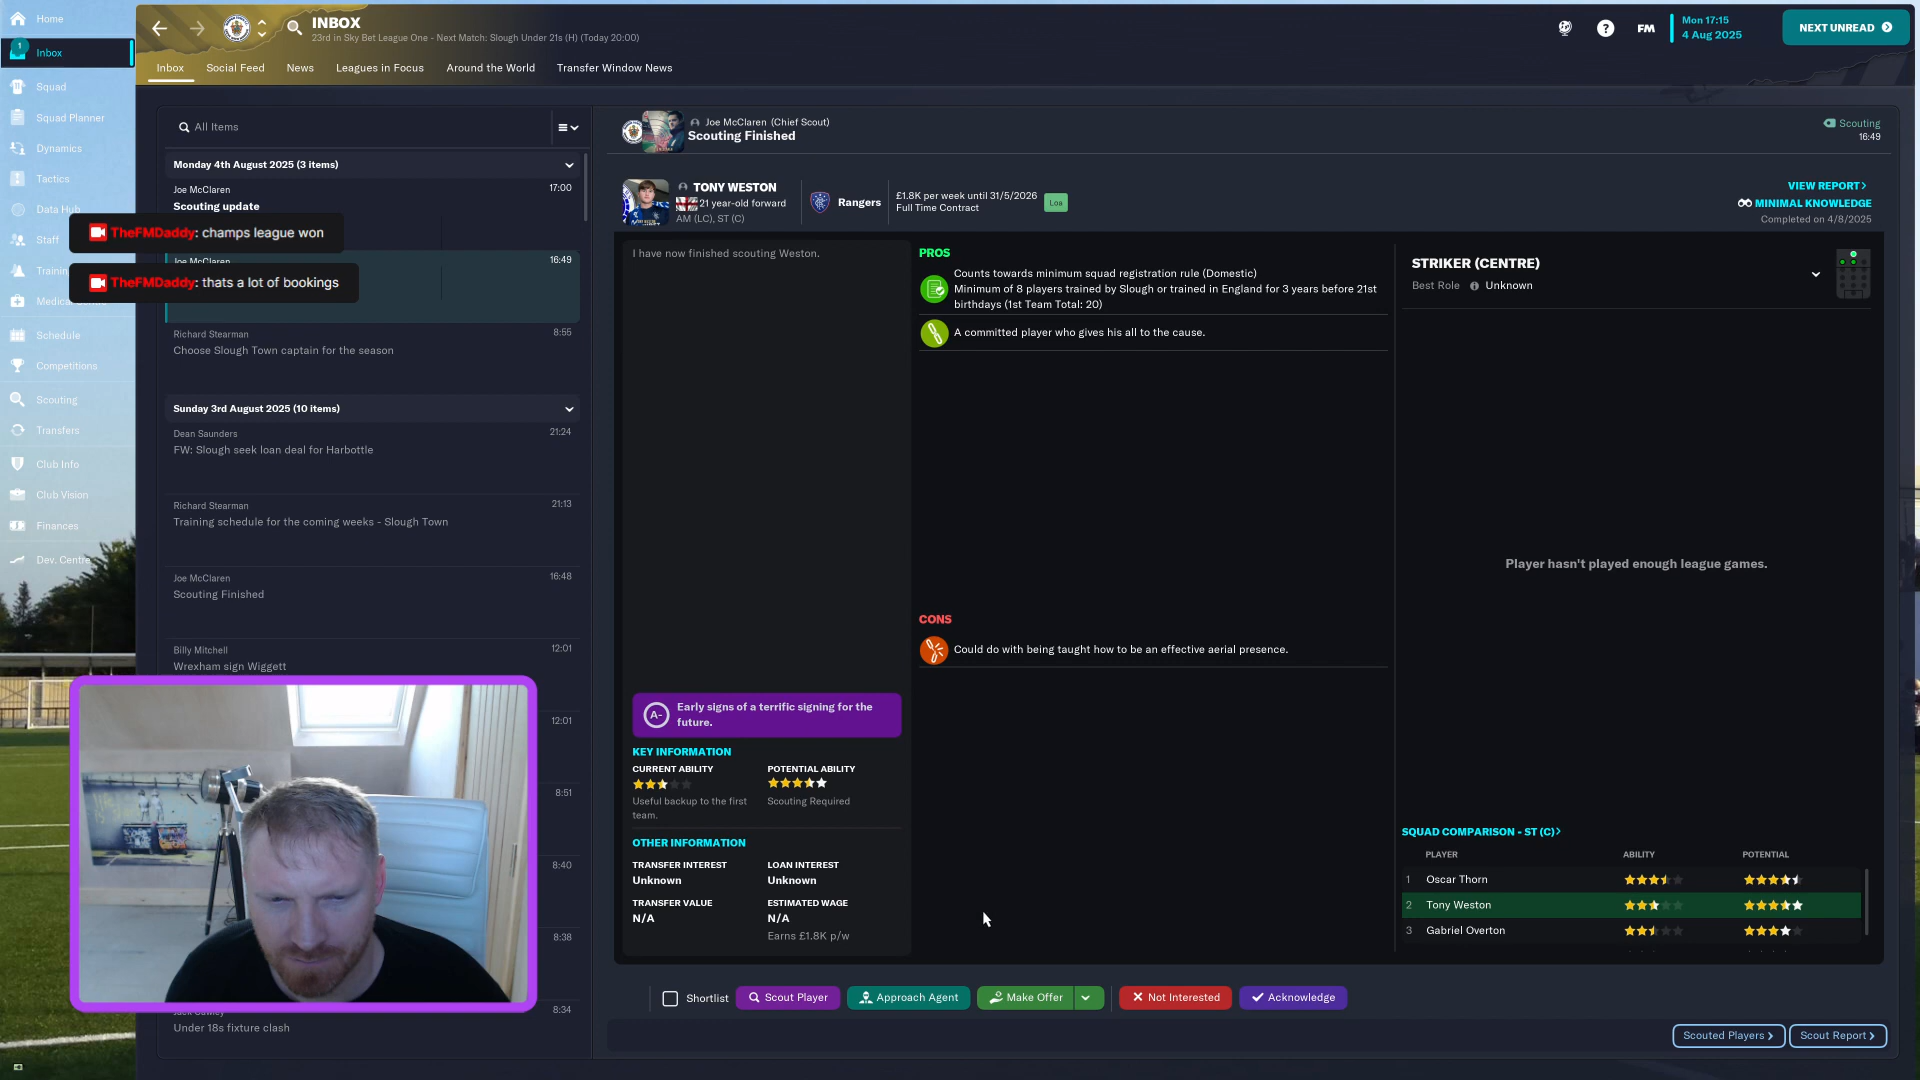 Home
INBOX
23rd in Sky Bet League One - Next Match: Slough Under 21s (H) (Today 20:00)
FM
Mon 17:15
4 Aug 2025
NEXT UNREAD
1
Inbox
Inbox
Social Feed
News
Leagues in Focus
Around the World
Transfer Window News
Squad
Squad Planner
Dynamics
Tactics
Data Hub
Staff
Schedule
Competitions
Scouting
Transfers
Club Info
Club Vision
Finances
Dev. Centre
All Items
Monday 4th August 2025 (3 items)
Joe McClaren
17:00
Scouting update
TheFMDaddy: champs league won
Joe McClaren
16:49
TheFMDaddy: thats a lot of bookings
Richard Stearman
8:55
Choose Slough Town captain for the season
Sunday 3rd August 2025 (10 items)
Dean Saunders
21:24
FW: Slough seek loan deal for Harbottle
Richard Stearman
21:13
Training schedule for the coming weeks - Slough Town
Joe McClaren
16:48
Scouting Finished
Billy Mitchell
12:01
Wrexham sign Wiggett
12:01
8:51
8:40
8:38
8:34
Under 18s fixture clash
Joe McClaren (Chief Scout)
Scouting Finished
Scouting
16:49
TONY WESTON
21 year-old forward
AM (LC), ST (C)
Rangers
£1.8K per week until 31/5/2026
Full Time Contract
Loa
VIEW REPORT>
MINIMAL KNOWLEDGE
Completed on 4/8/2025
I have now finished scouting Weston.
A-
Early signs of a terrific signing for the
future.
KEY INFORMATION
CURRENT ABILITY
POTENTIAL ABILITY
Useful backup to the first
team.
Scouting Required
OTHER INFORMATION
TRANSFER INTEREST
LOAN INTEREST
Unknown
Unknown
TRANSFER VALUE
ESTIMATED WAGE
N/A
N/A
Earns £1.8K p/w
PROS
Counts towards minimum squad registration rule (Domestic)
Minimum of 8 players trained by Slough or trained in England for 3 years before 21st
birthdays (1st Team Total: 20)
A committed player who gives his all to the cause.
CONS
Could do with being taught how to be an effective aerial presence.
STRIKER (CENTRE)
Best Role
Unknown
Player hasn't played enough league games.
SQUAD COMPARISON - ST (C)>
PLAYER
ABILITY
POTENTIAL
1 Oscar Thorn
2 Tony Weston
3 Gabriel Overton
Shortlist
Scout Player
Approach Agent
Make Offer
Not Interested
Acknowledge
Scouted Players >
Scout Report >